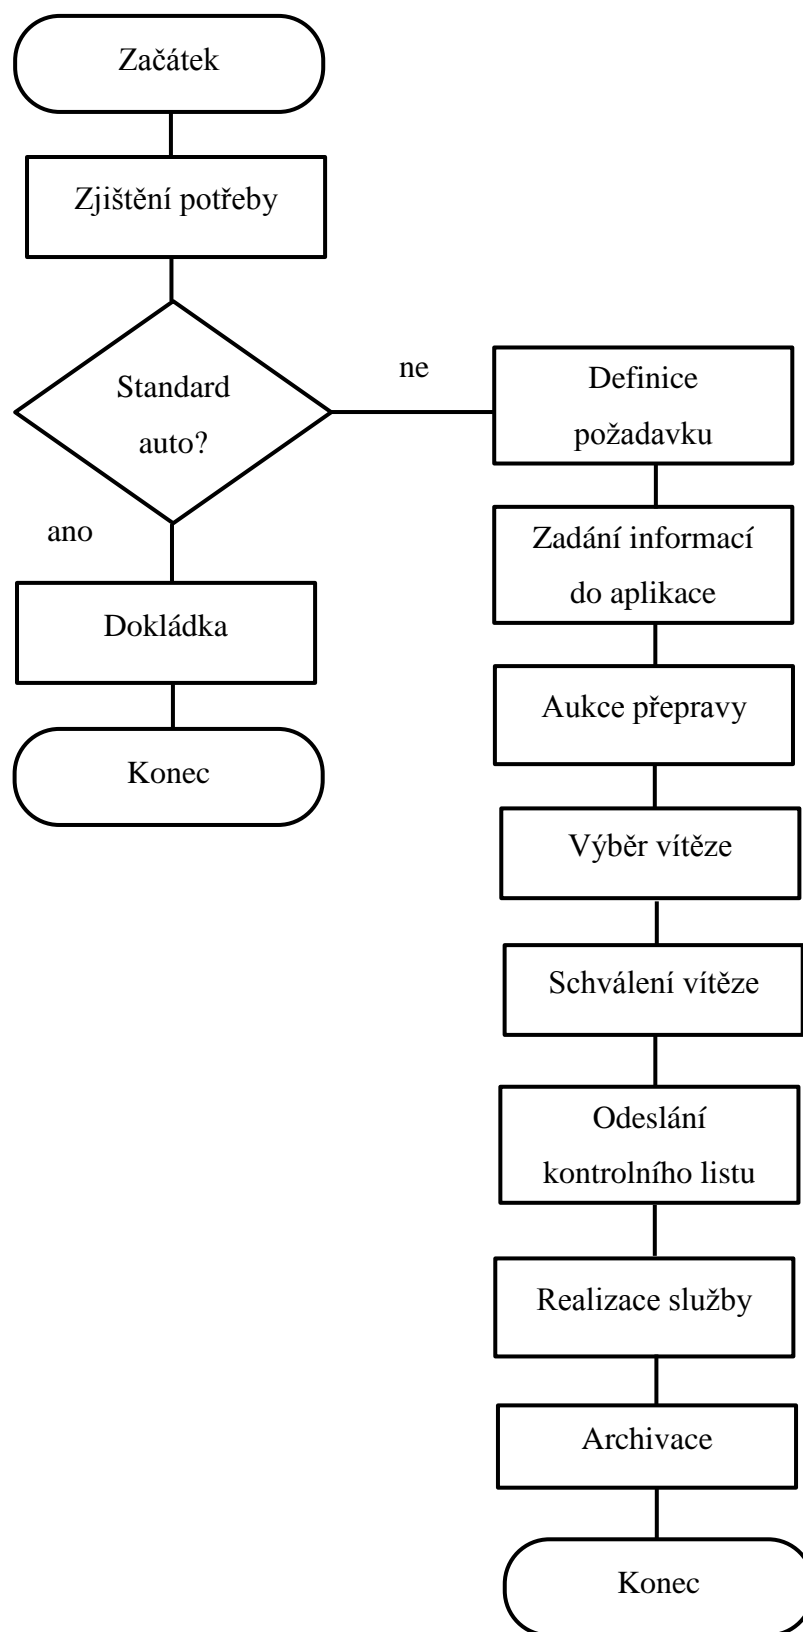 Začátek
Zjištění potřeby
Standard
auto?
ano
Dokládka
Konec
ne
Definice
požadavku
Zadání informací
do aplikace
Aukce přepravy
Výběr vítěze
Schválení vítěze
Odeslání
kontrolního listu
Realizace služby
Archivace
Konec